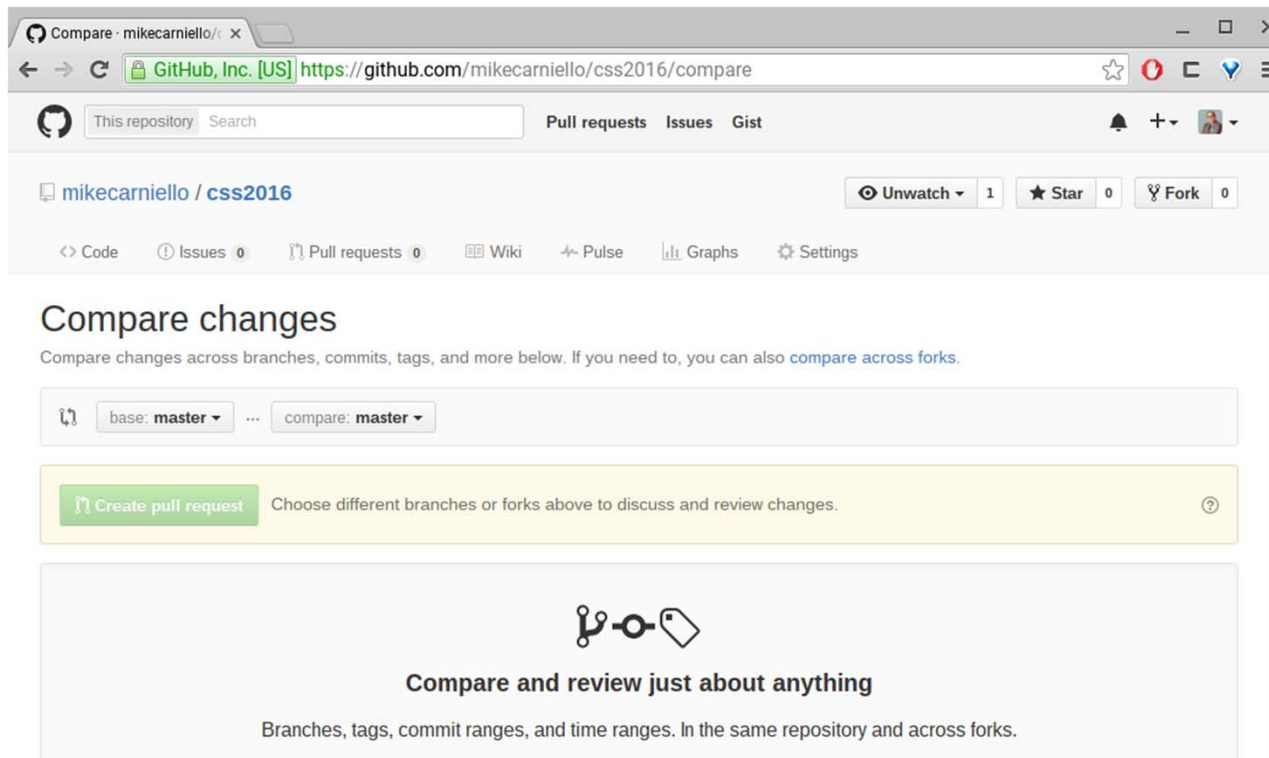 Compare · mikecarniello/c
GitHub, Inc. [US] https://github.com/mikecarniello/css2016/compare
This repository Search Pull requests Issues Gist
mikecarniello / css2016 Unwatch 1 Star 0 Fork 0
Code Issues 0 Pull requests 0 Wiki Pulse Graphs Settings
Compare changes
Compare changes across branches, commits, tags, and more below. If you need to, you can also compare across forks.
base: master ... compare: master
Create pull request Choose different branches or forks above to discuss and review changes.
Compare and review just about anything
Branches, tags, commit ranges, and time ranges. In the same repository and across forks.